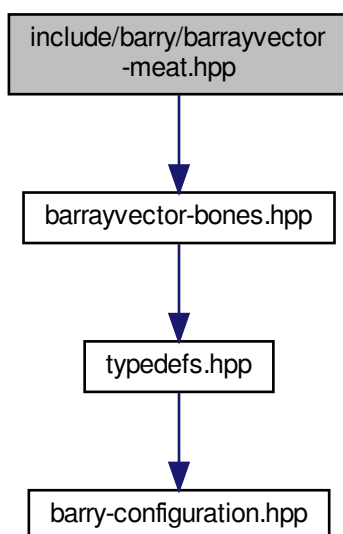 include/barry/barrayvector
-meat.hpp
barrayvector-bones.hpp
typedefs.hpp
barry-configuration.hpp